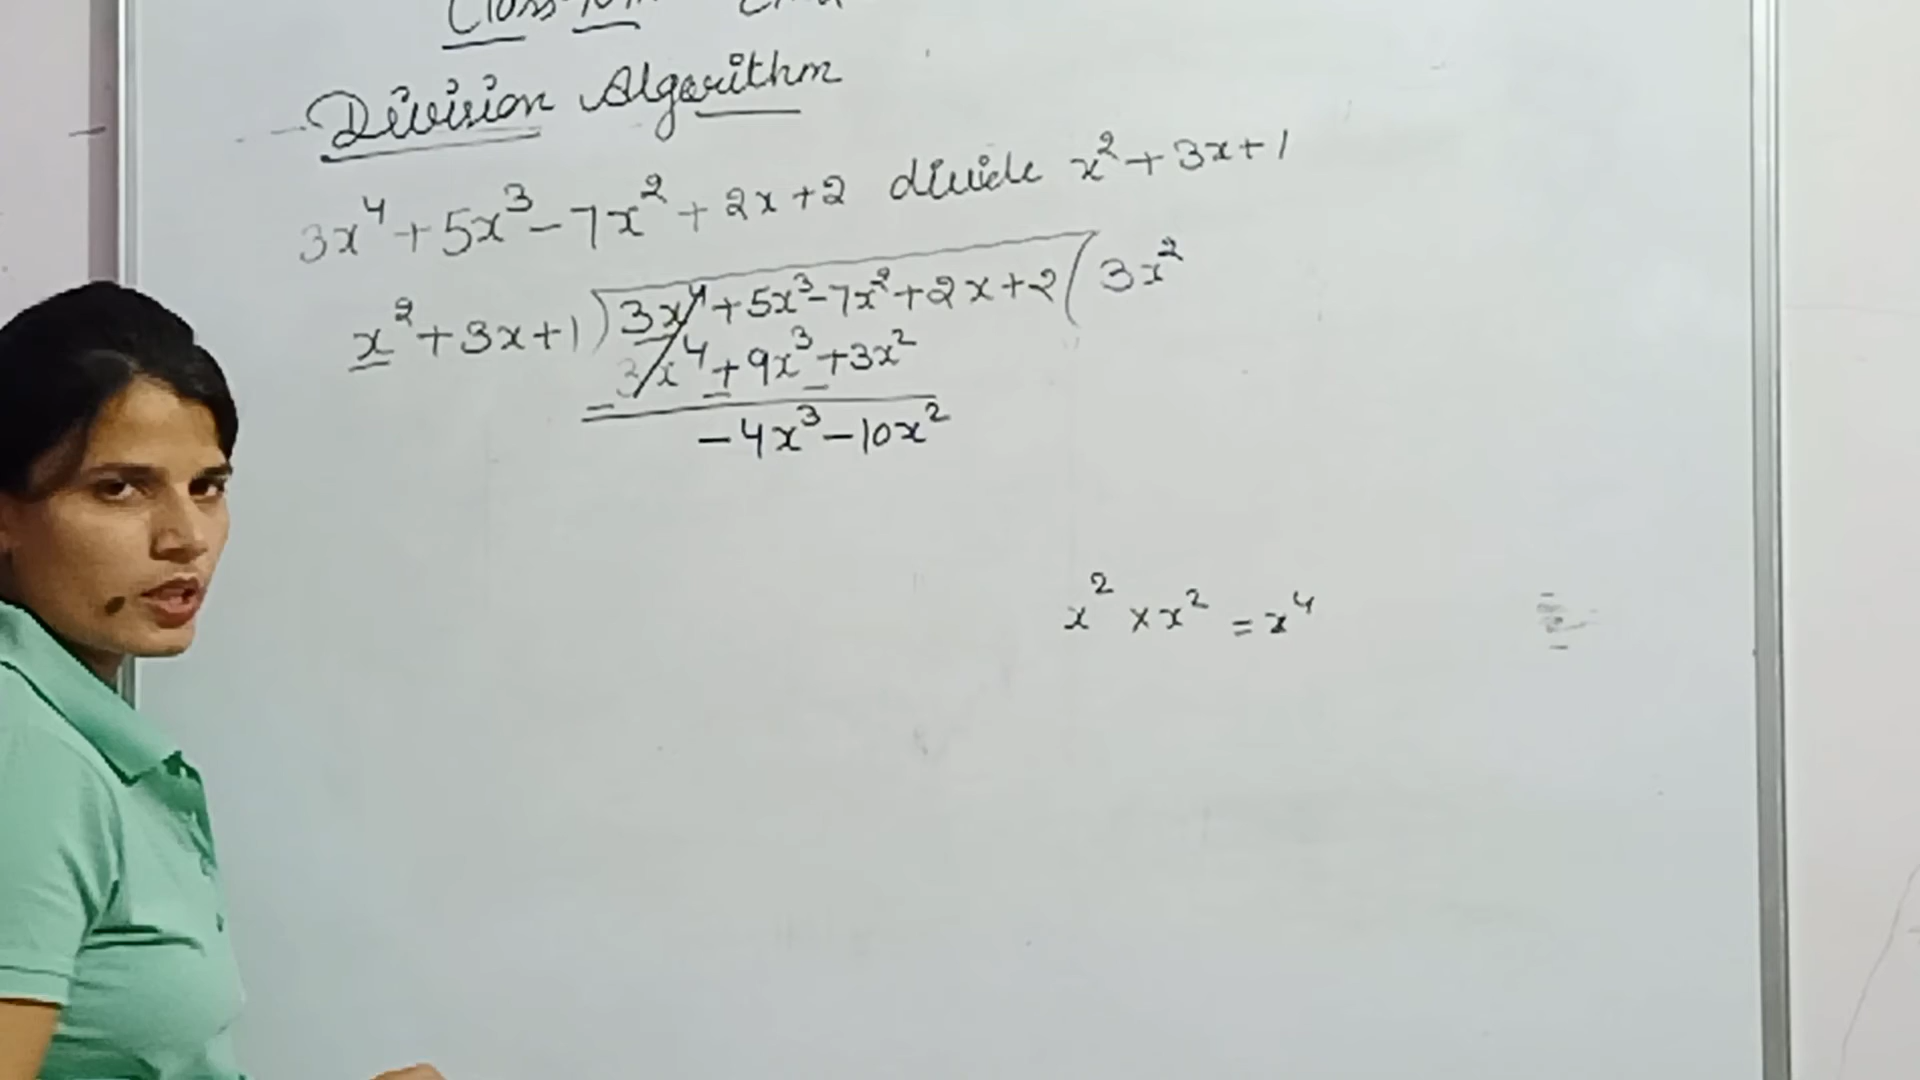 Division Algorithm
3x⁴ + 5x³ - 7x² + 2x + 2 divide x² + 3x + 1
x² + 3x + 1 ) 3x⁴ + 5x³ - 7x² + 2x + 2 ( 3x²
3x⁴ + 9x³ + 3x²
- - -
-4x³ - 10x²
x² × x² = x⁴